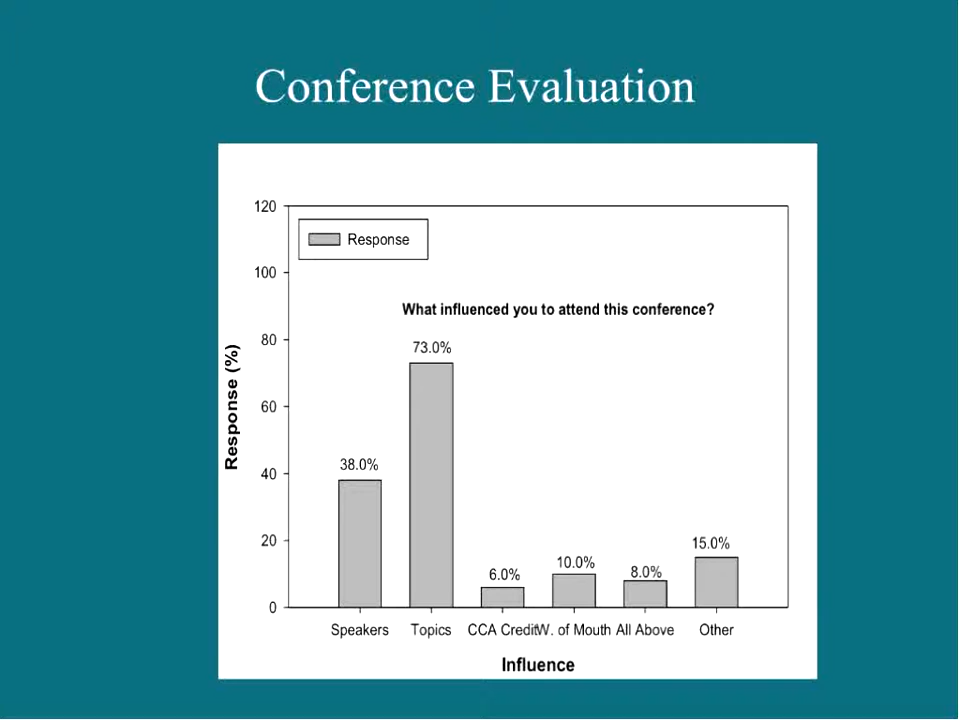 Conference Evaluation
120
Response
100
What influenced you to attend this conference?
80
73.0%
60
Response (%)
38.0%
40
20
15.0%
10.0%
6.0%
8.0%
0
Speakers Topics CCA Credit W. of Mouth All Above Other
Influence